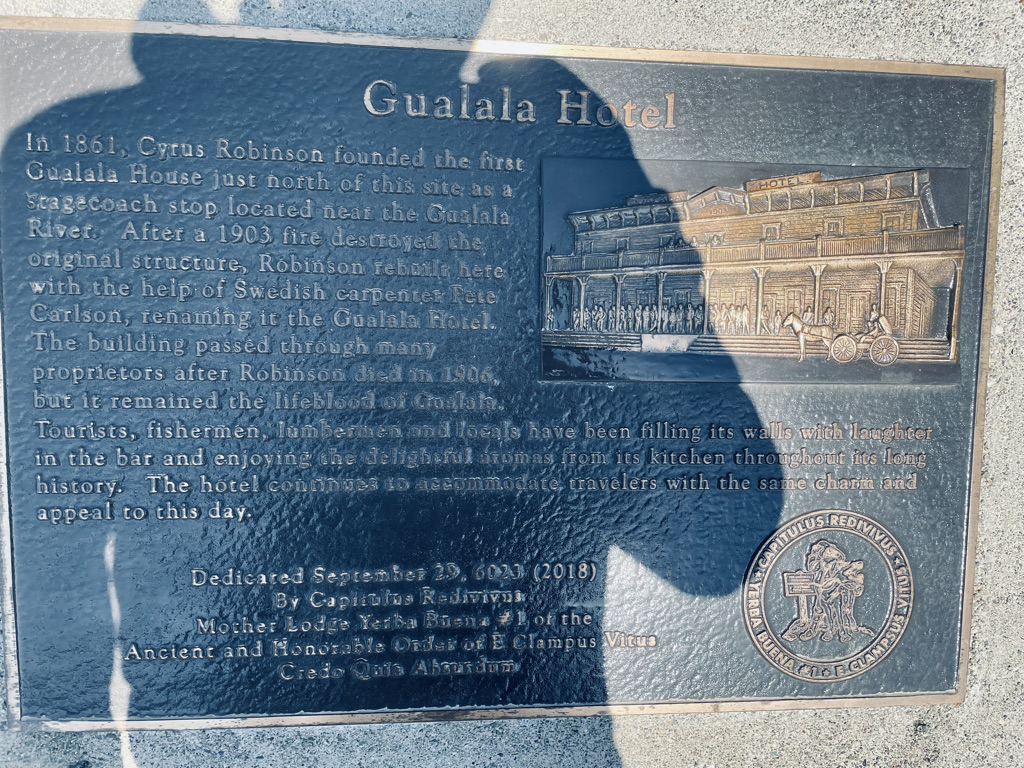 Gualala Hotel
In 1861, Cyrus Robinson founded the first
Gualala House just north of this site as a
stagecoach stop located near the Gualala
River. After a 1903 fire destroyed the
original structure, Robinson rebuilt here
with the help of Swedish carpenter Pete
Carlson, renaming it the Gualala Hotel.
The building passed through many
proprietors after Robinson died in 1906,
but it remained the lifeblood of Gualala.
Tourists, fishermen, lumbermen and locals have been filling its walls with laughter
in the bar and enjoying the delightful aromas from its kitchen throughout its long
history. The hotel continues to accommodate travelers with the same charm and
appeal to this day.
HOTEL
Dedicated September 29, 6023 (2018)
By Capitulus Redivivus
Mother Lodge Yerba Buena #1 of the
Ancient and Honorable Order of E Clampus Vitus
Credo Quia Absurdum
CAPITULUS REDIVIVUS E CLAMPSUS VITUS
YERBA BUENA #1